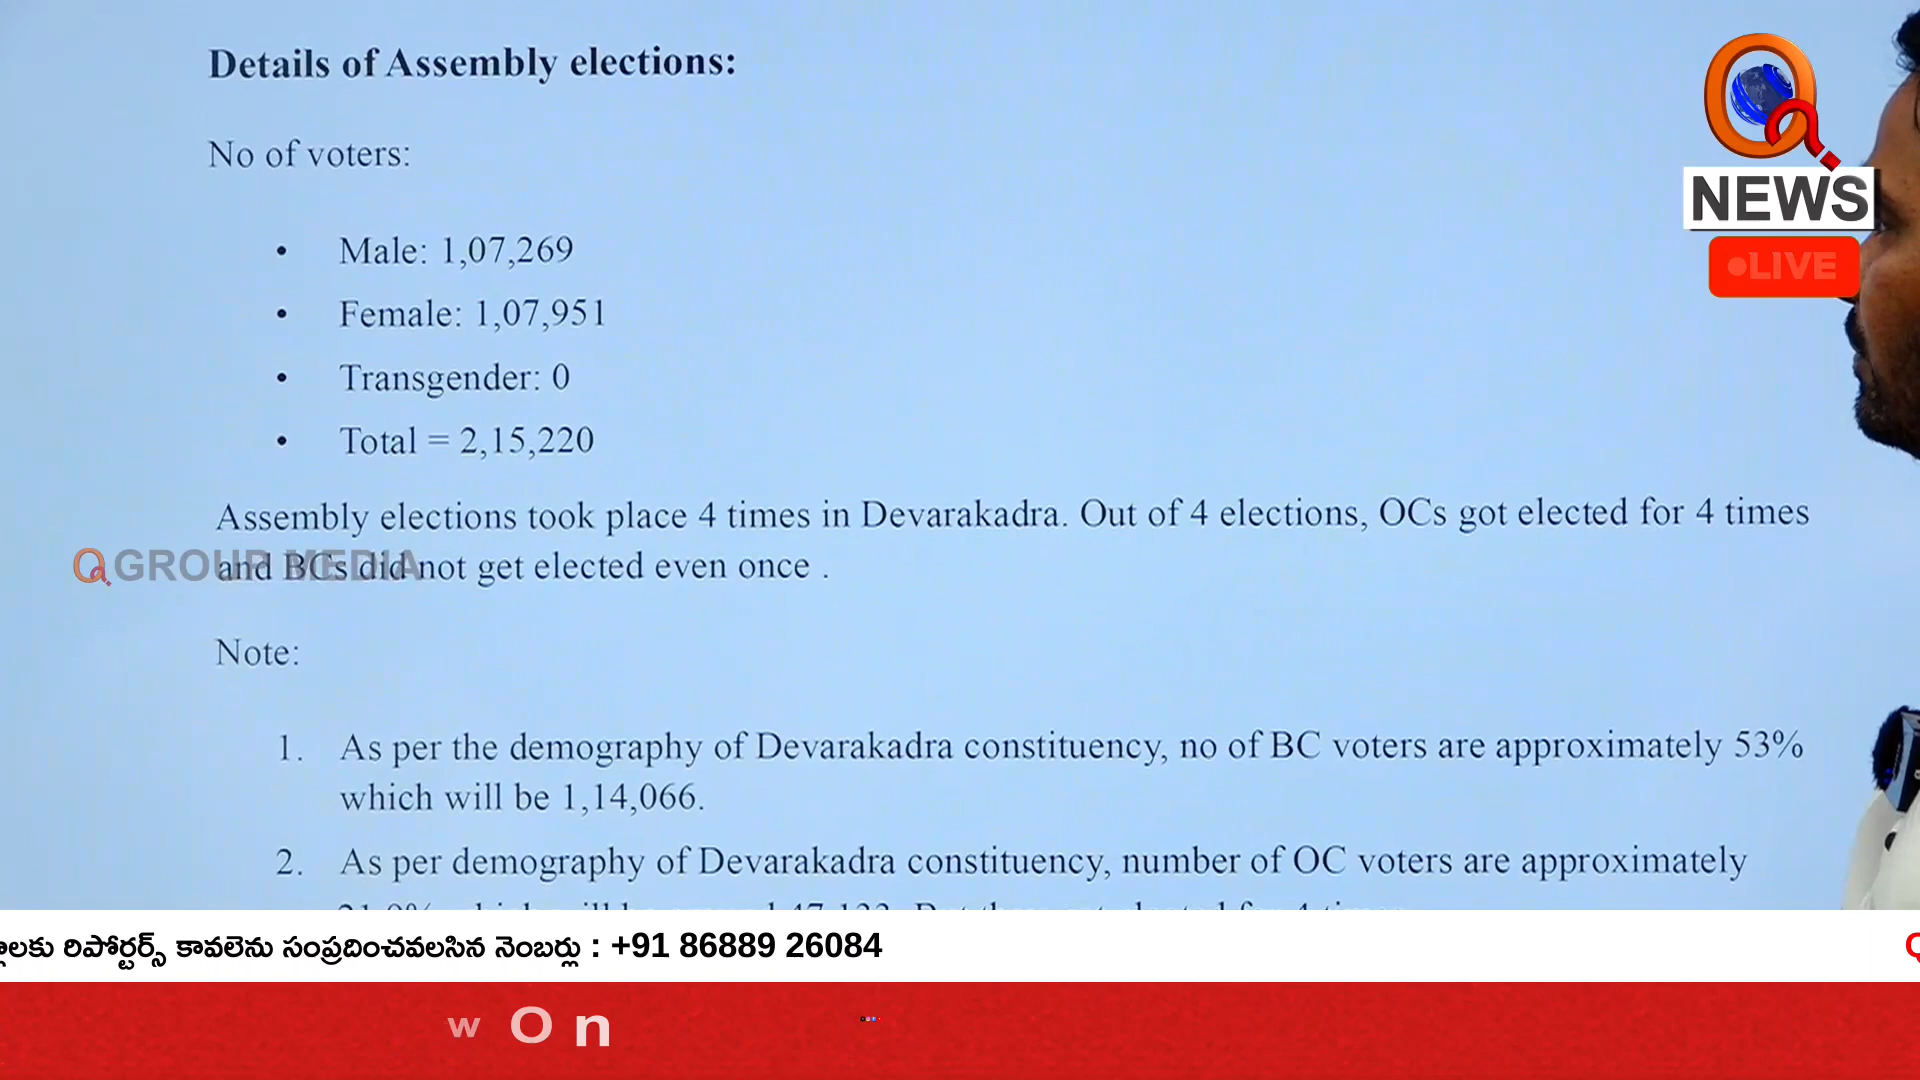 Details of Assembly elections:
No of voters:
• Male: 1,07,269
• Female: 1,07,951
• Transgender: 0
• Total = 2,15,220
Assembly elections took place 4 times in Devarakadra. Out of 4 elections, OCs got elected for 4 times
and BCs did not get elected even once .
Q GROUP MEDIA
Note:
1. As per the demography of Devarakadra constituency, no of BC voters are approximately 53%
which will be 1,14,066.
2. As per demography of Devarakadra constituency, number of OC voters are approximately
Q
NEWS
LIVE
రిపోర్టర్స్ కావలెను సంప్రదించవలసిన నెంబర్లు : +91 86889 26084
w O n